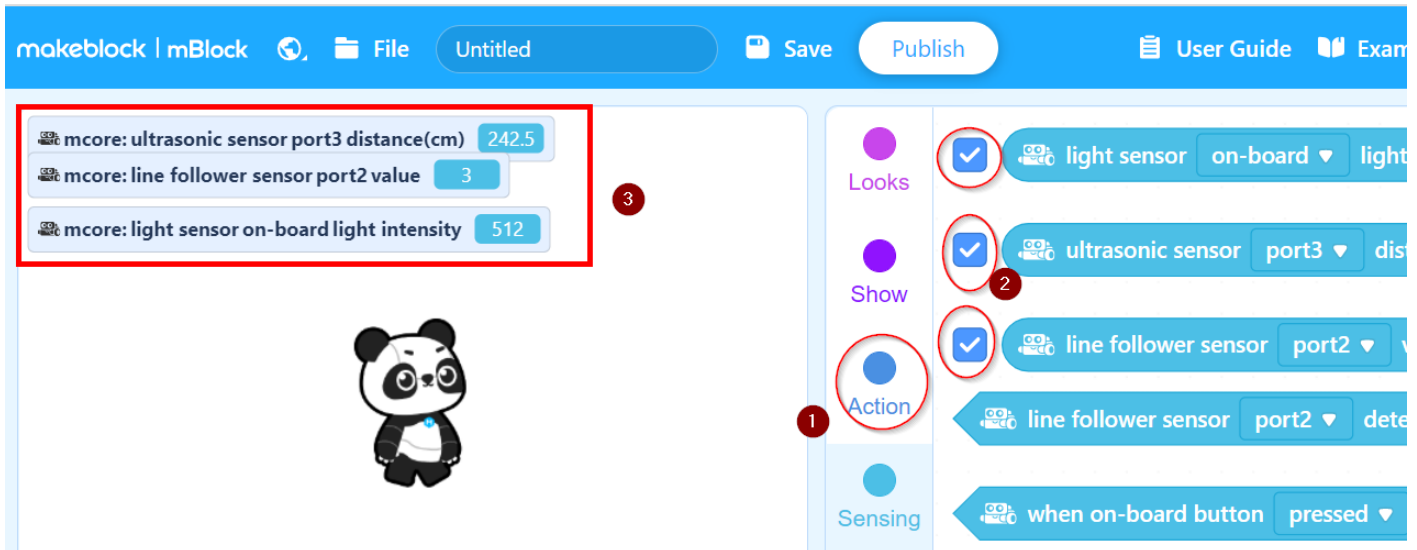 makeblock | mBlock File Untitled Save Publish User Guide Exam
mcore: ultrasonic sensor port3 distance(cm) 242.5
mcore: line follower sensor port2 value 3
mcore: light sensor on-board light intensity 512
3
Looks
Show
Action
1
Sensing
light sensor on-board light
ultrasonic sensor port3 dist
2
line follower sensor port2 v
line follower sensor port2 dete
when on-board button pressed